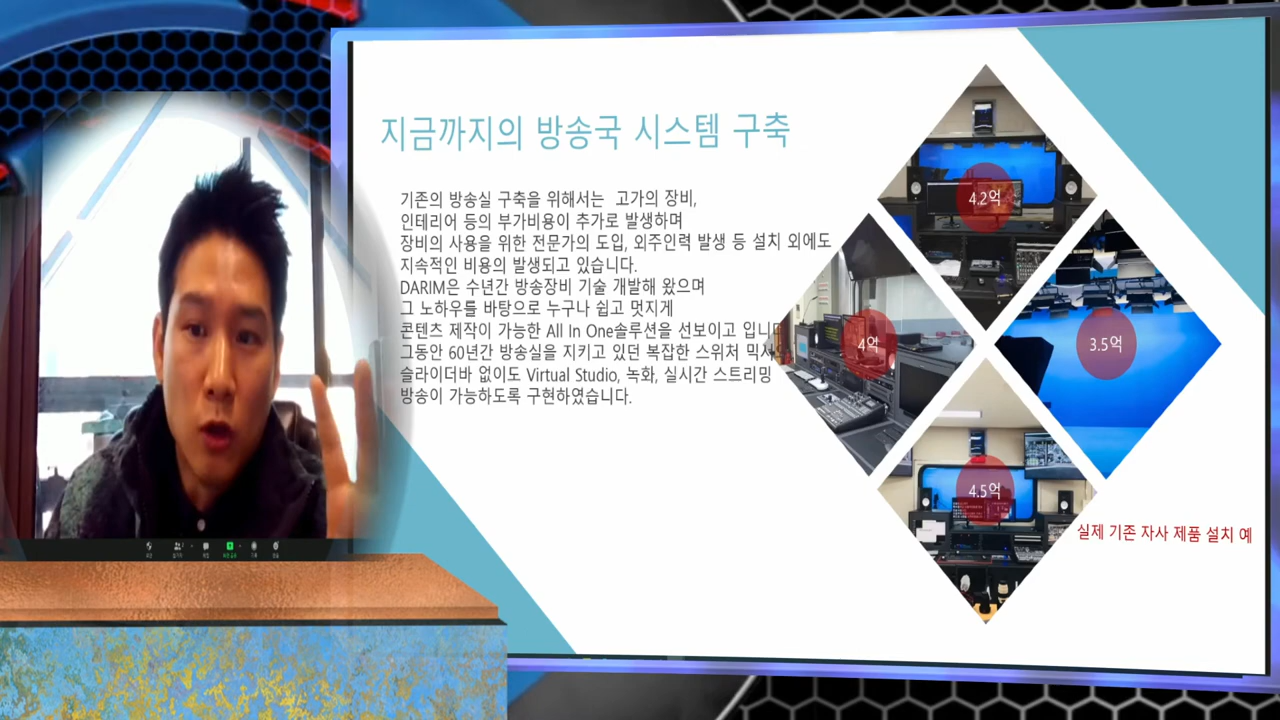 지금까지의 방송국 시스템 구축
기존의 방송실 구축을 위해서는 고가의 장비,
인테리어 등의 부가비용이 추가로 발생하며
장비의 사용을 위한 전문가의 도입, 외주인력 발생 등 설치 외에도
지속적인 비용의 발생되고 있습니다.
DARIM은 수년간 방송장비 기술 개발해 왔으며
그 노하우를 바탕으로 누구나 쉽고 멋지게
콘텐츠 제작이 가능한 All In One솔루션을 선보이고 입니다
그동안 60년간 방송실을 지키고 있던 복잡한 스위처 믹서
슬라이더바 없이도 Virtual Studio, 녹화, 실시간 스트리밍
방송이 가능하도록 구현하였습니다.
4.2억
4억
3.5억
4.5억
실제 기존 자사 제품 설치 예